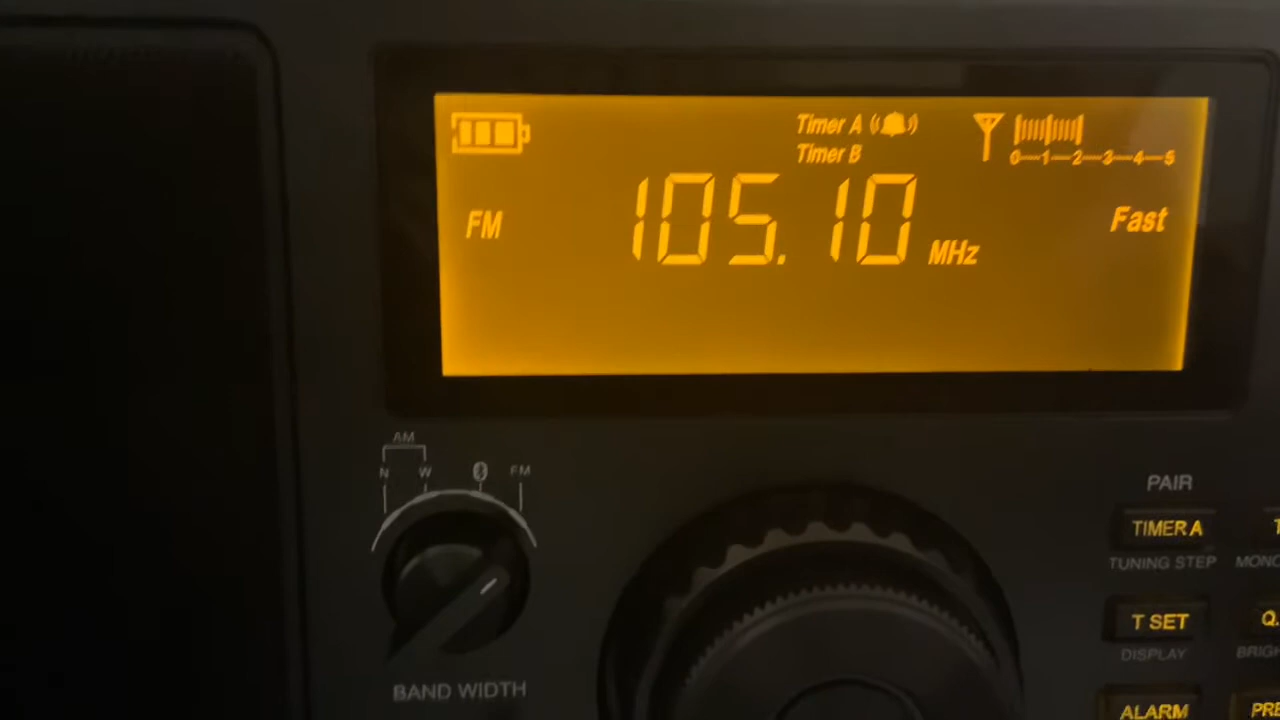 Timer A
Timer B
0 1 2 3 4 5
FM
105.10 MHz
Fast
AM
N W FM
BAND WIDTH
PAIR
TIMER A
TUNING STEP
T SET
DISPLAY
ALARM